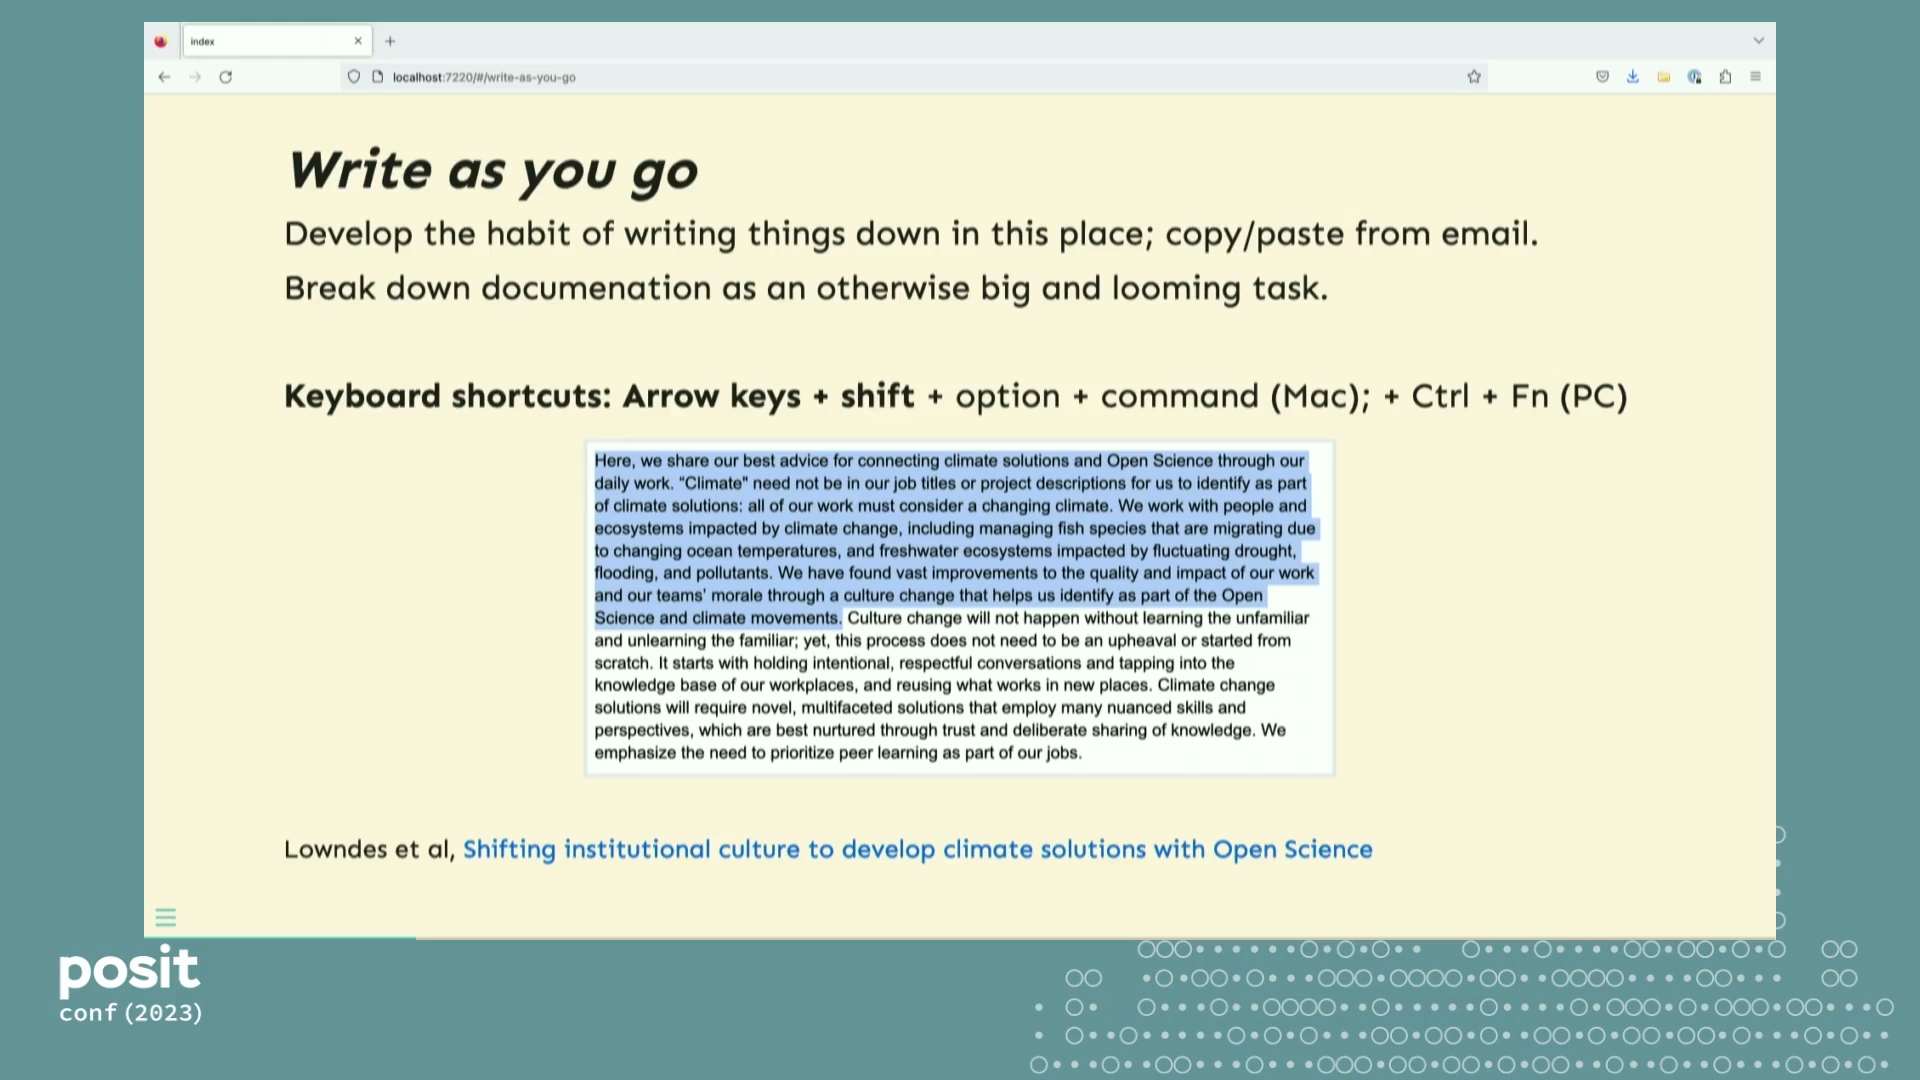 index
localhost:7220/#/write-as-you-go
Write as you go
Develop the habit of writing things down in this place; copy/paste from email.
Break down documenation as an otherwise big and looming task.
Keyboard shortcuts: Arrow keys + shift + option + command (Mac); + Ctrl + Fn (PC)
Here, we share our best advice for connecting climate solutions and Open Science through our
daily work. "Climate" need not be in our job titles or project descriptions for us to identify as part
of climate solutions: all of our work must consider a changing climate. We work with people and
ecosystems impacted by climate change, including managing fish species that are migrating due
to changing ocean temperatures, and freshwater ecosystems impacted by fluctuating drought,
flooding, and pollutants. We have found vast improvements to the quality and impact of our work
and our teams' morale through a culture change that helps us identify as part of the Open
Science and climate movements. Culture change will not happen without learning the unfamiliar
and unlearning the familiar; yet, this process does not need to be an upheaval or started from
scratch. It starts with holding intentional, respectful conversations and tapping into the
knowledge base of our workplaces, and reusing what works in new places. Climate change
solutions will require novel, multifaceted solutions that employ many nuanced skills and
perspectives, which are best nurtured through trust and deliberate sharing of knowledge. We
emphasize the need to prioritize peer learning as part of our jobs.
Lowndes et al, Shifting institutional culture to develop climate solutions with Open Science
posit
conf(2023)